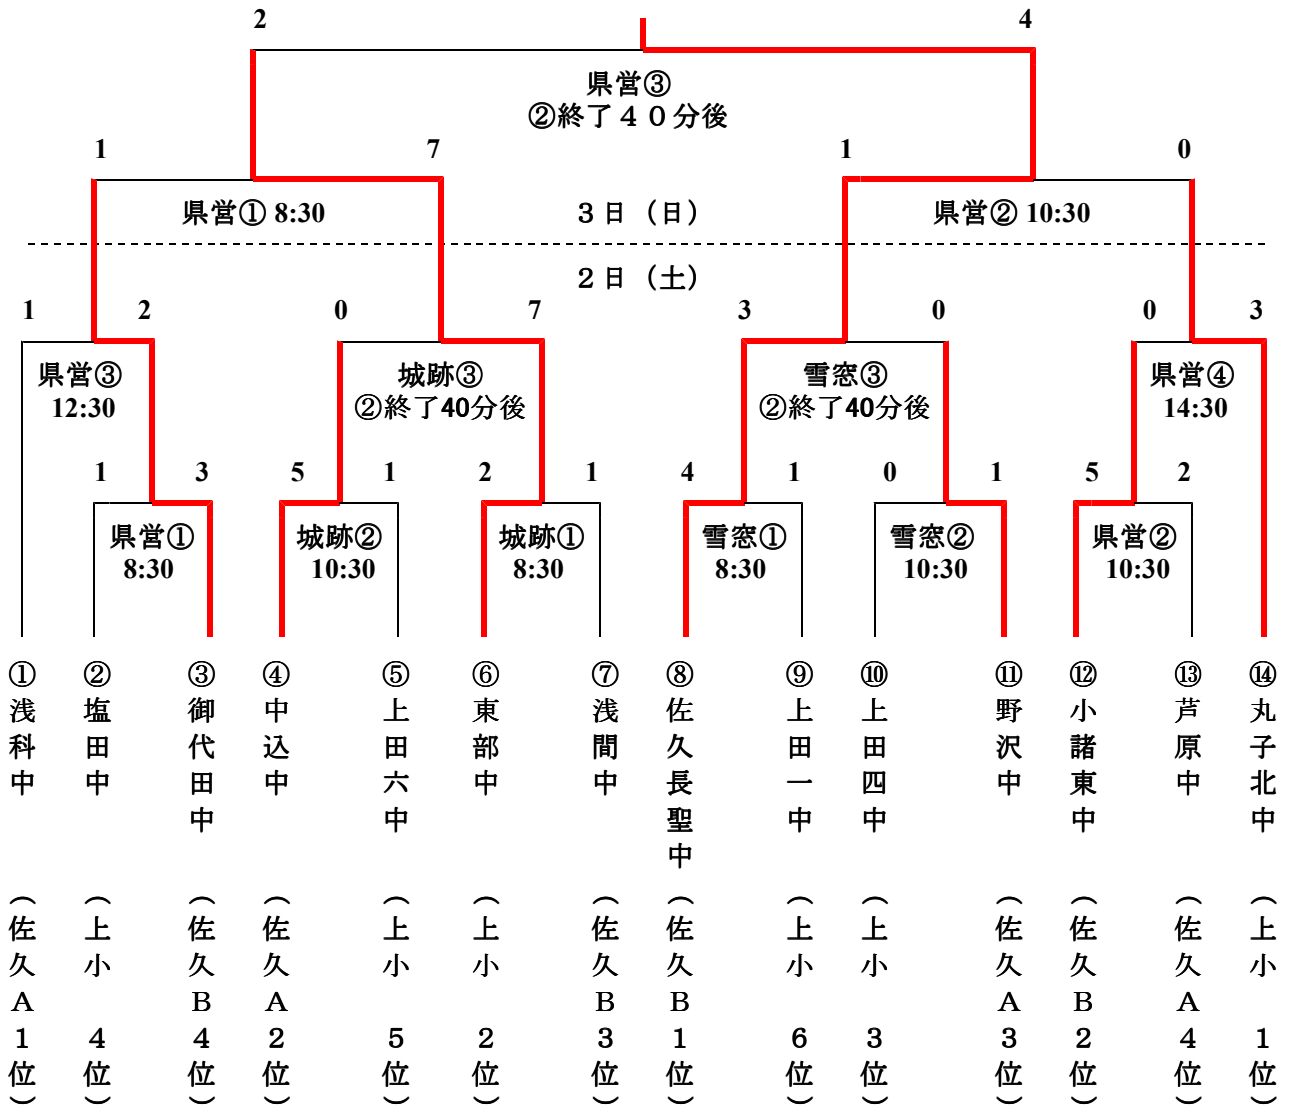 2 4
県営③
②終了４０分後
1 7 1 0
県営① 8:30 ３日（日） 県営② 10:30
２日（土）
1 2 0 7 3 0 0 3
県営③ 城跡③ 雪窓③ 県営④
12:30 ②終了40分後 ②終了40分後 14:30
1 3 5 1 2 1 4 1 0 1 5 2
県営① 城跡② 城跡① 雪窓① 雪窓② 県営②
8:30 10:30 8:30 8:30 10:30 10:30
①浅科中（佐久Ａ１位）
②塩田中（上小４位）
③御代田中（佐久Ｂ４位）
④中込中（佐久Ａ２位）
⑤上田六中（上小５位）
⑥東部中（上小２位）
⑦浅間中（佐久Ｂ３位）
⑧佐久長聖中（佐久Ｂ１位）
⑨上田一中（上小６位）
⑩上田四中（上小３位）
⑪野沢中（佐久Ａ３位）
⑫小諸東中（佐久Ｂ２位）
⑬芦原中（佐久Ａ４位）
⑭丸子北中（上小１位）